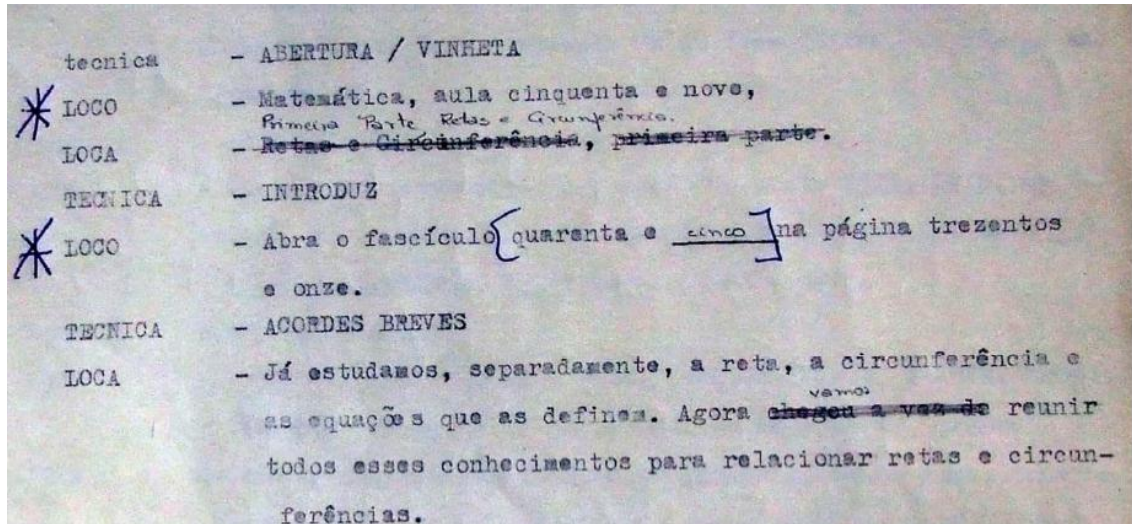 tecnica - ABERTURA / VINHETA
LOCO - Matemática, aula cinquenta e nove,
Primeira Parte Retas e Circunferência.
LOCA - Retas e Circunferência, primeira parte.
TECNICA - INTRODUZ
LOCO - Abra o fascículo [quarenta e cinco] na página trezentos
e onze.
TECNICA - ACORDES BREVES
LOCA - Já estudamos, separadamente, a reta, a circunferência e
vamos
as equações que as definem. Agora chegou a vez de reunir
todos esses conhecimentos para relacionar retas e circun-
ferências.